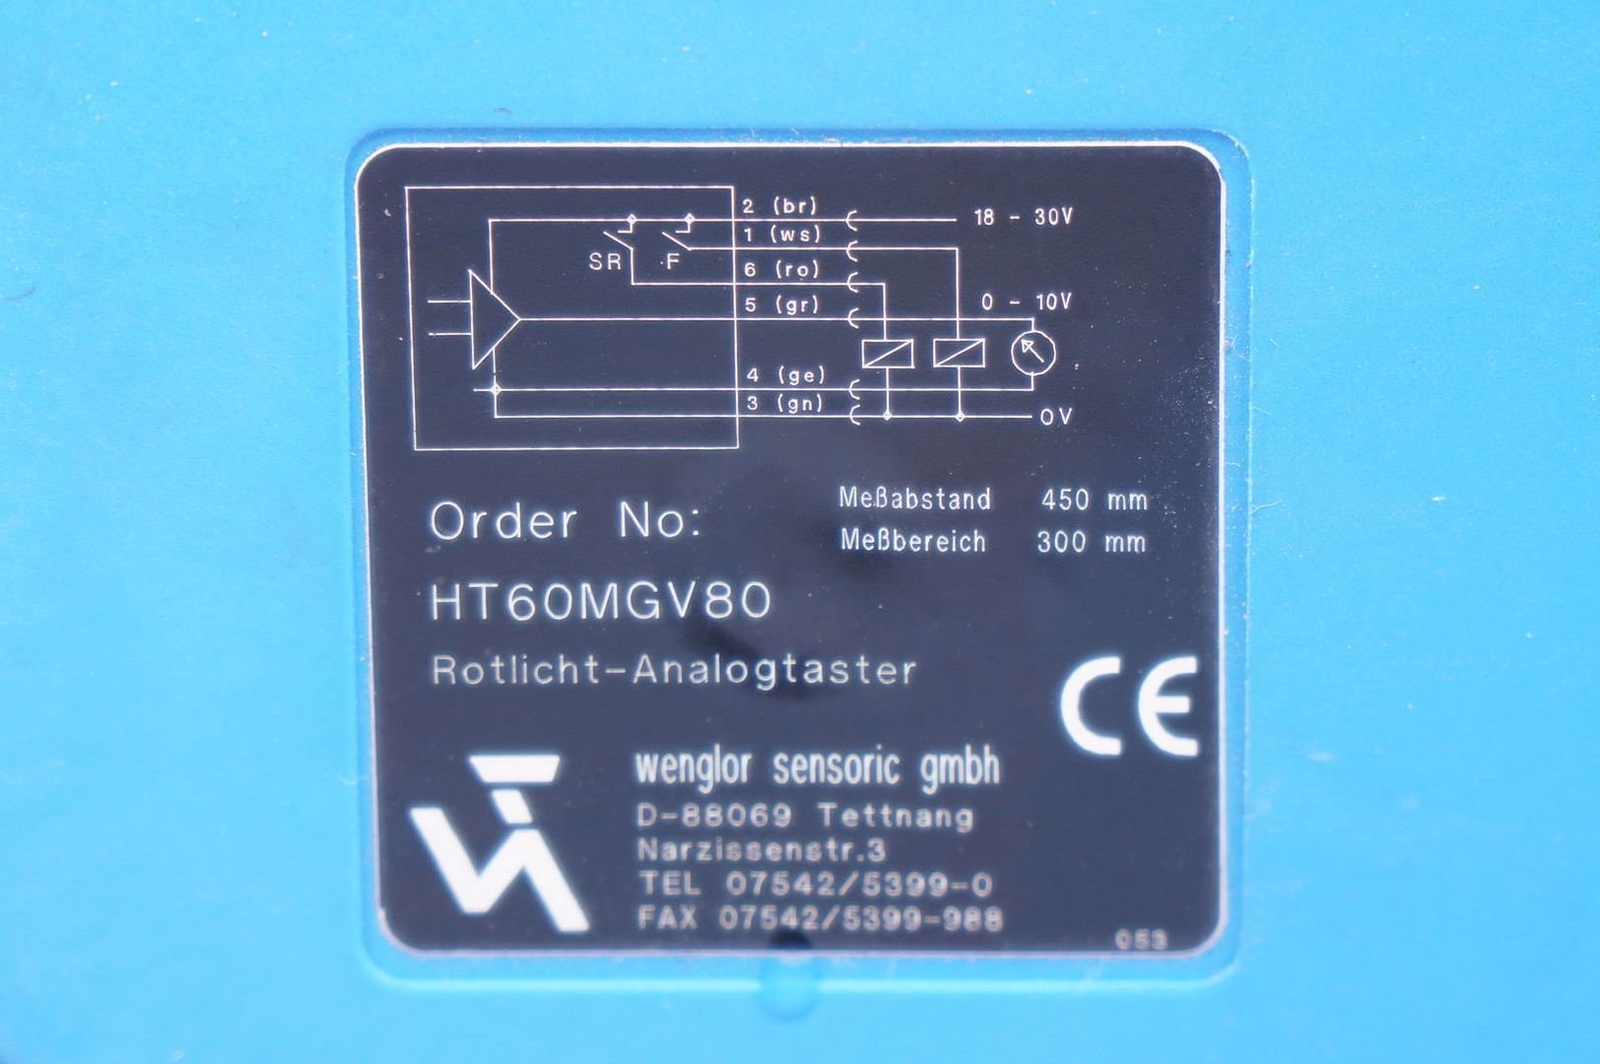 2 (br)
18 - 30V
1 (ws)
SR F
6 (ro)
5 (gr)
0 - 10V
4 (ge)
3 (gn)
0V
Meßabstand 450 mm
Order No:
Meßbereich 300 mm
HT60MGV80
Rotlicht-Analogtaster
CE
wenglor sensoric gmbh
D-88069 Tettnang
Narzissenstr.3
TEL 07542/5399-0
FAX 07542/5399-988
053